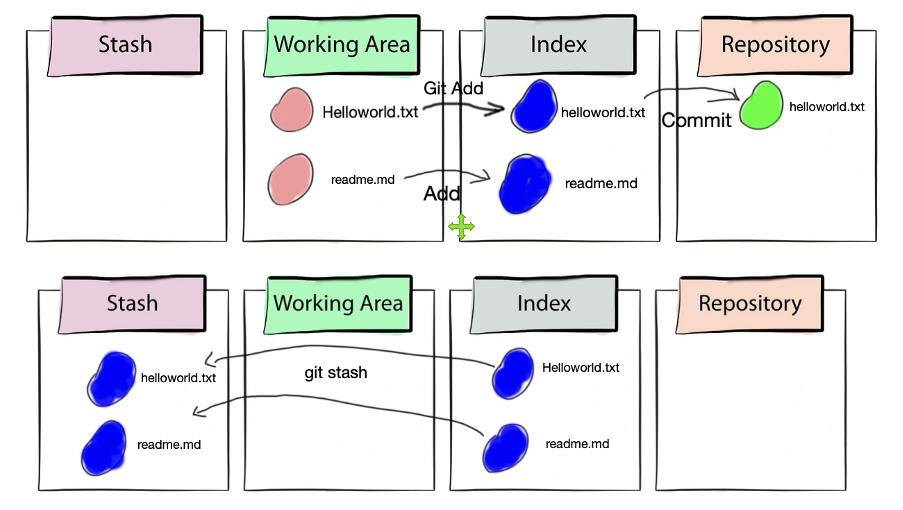 Stash
Working Area
Index
Repository
Git Add
Helloworld.txt
helloworld.txt
Commit
helloworld.txt
readme.md
Add
readme.md
Stash
Working Area
Index
Repository
helloworld.txt
git stash
Helloworld.txt
readme.md
readme.md